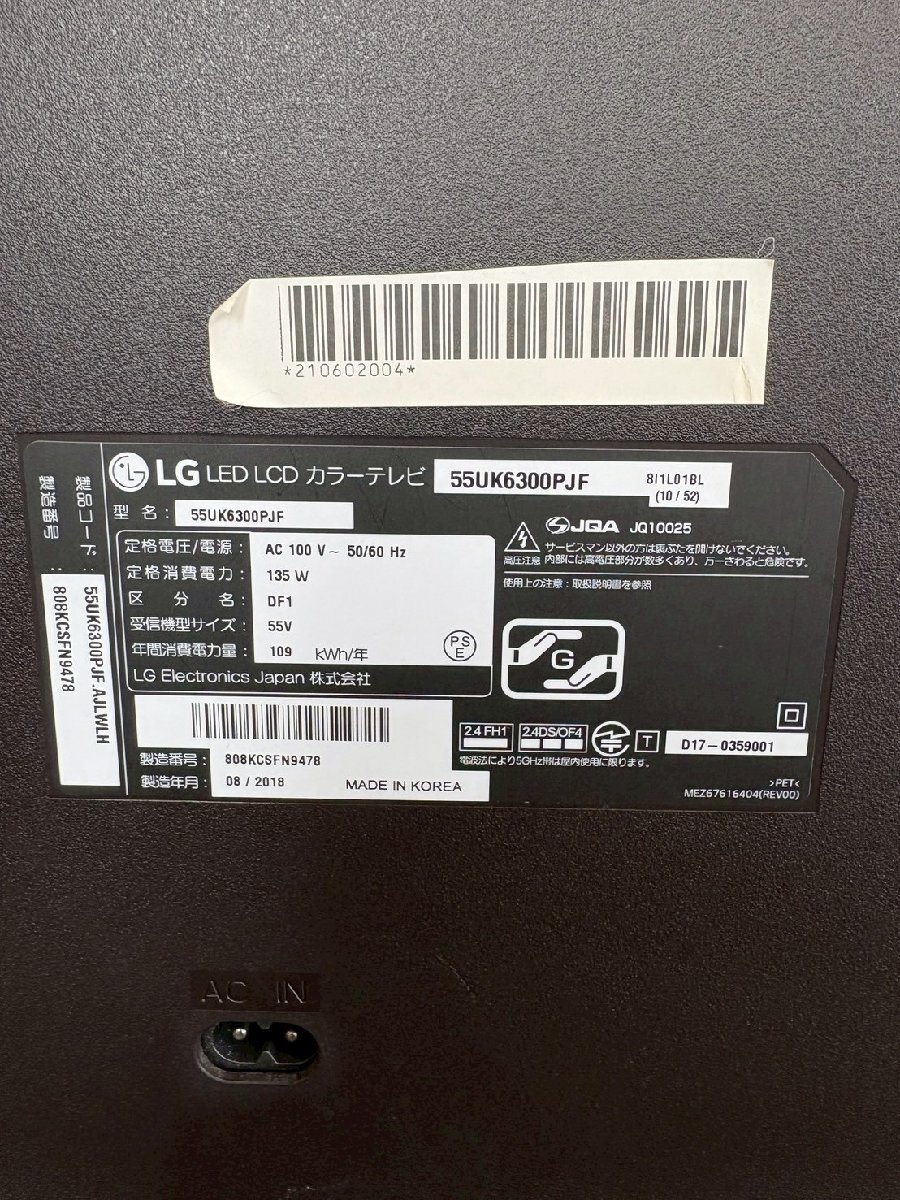 *210602004*
LG LED LCD カラーテレビ 55UK6300PJF 8I1L01BL
(10 / 52)
型 名 : 55UK6300PJF
定格電圧/電源 : AC 100 V ~ 50/60 Hz
定格消費電力 : 135 W
区 分 名 : DF1
受信機型サイズ : 55V
年間消費電力量 : 109 kWh/年
PS
E
LG Electronics Japan 株式会社
JQA JQ10025
高圧注意
サービスマン以外の方は裏ぶたを開けないでください。
内部には高電圧部分が数多くあり、万一さわると危険です。
使用上の注意 : 取扱説明書を参照
G
製造番号 : 808KCSFN9478
製造年月 : 08 / 2018 MADE IN KOREA
2.4 FH1 2.4DS/OF4 T D17-0359001
電波法により5GHz帯は屋内使用に限ります。
>PET<
MEZ67616404(REV00)
製品コード : 55UK6300PJF.AJLWLH
製造番号 : 808KCSFN9478
AC IN